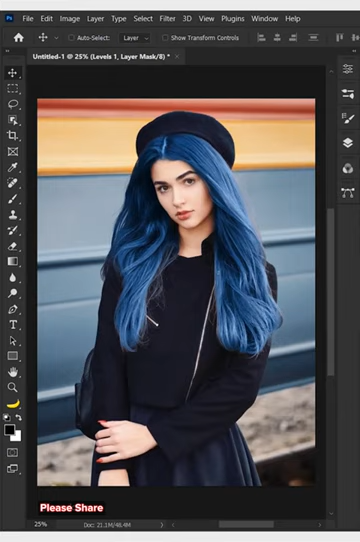 Ps File Edit Image Layer Type Select Filter 3D View Plugins Window Help
Auto-Select: Layer Show Transform Controls
Untitled-1 @ 25% (Levels 1, Layer Mask/8) * ×
Please Share
25% Doc: 21.1M/48.4M